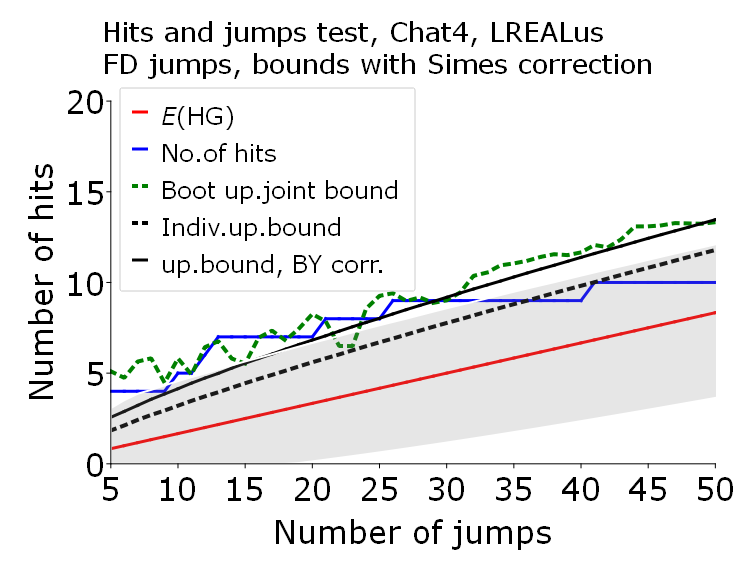 Hits and jumps test, Chat4, LREALus
FD jumps, bounds with Simes correction
E(HG)
No.of hits
Boot up.joint bound
Indiv.up.bound
up.bound, BY corr.
Number of hits
20
15
10
5
0
5 10 15 20 25 30 35 40 45 50
Number of jumps